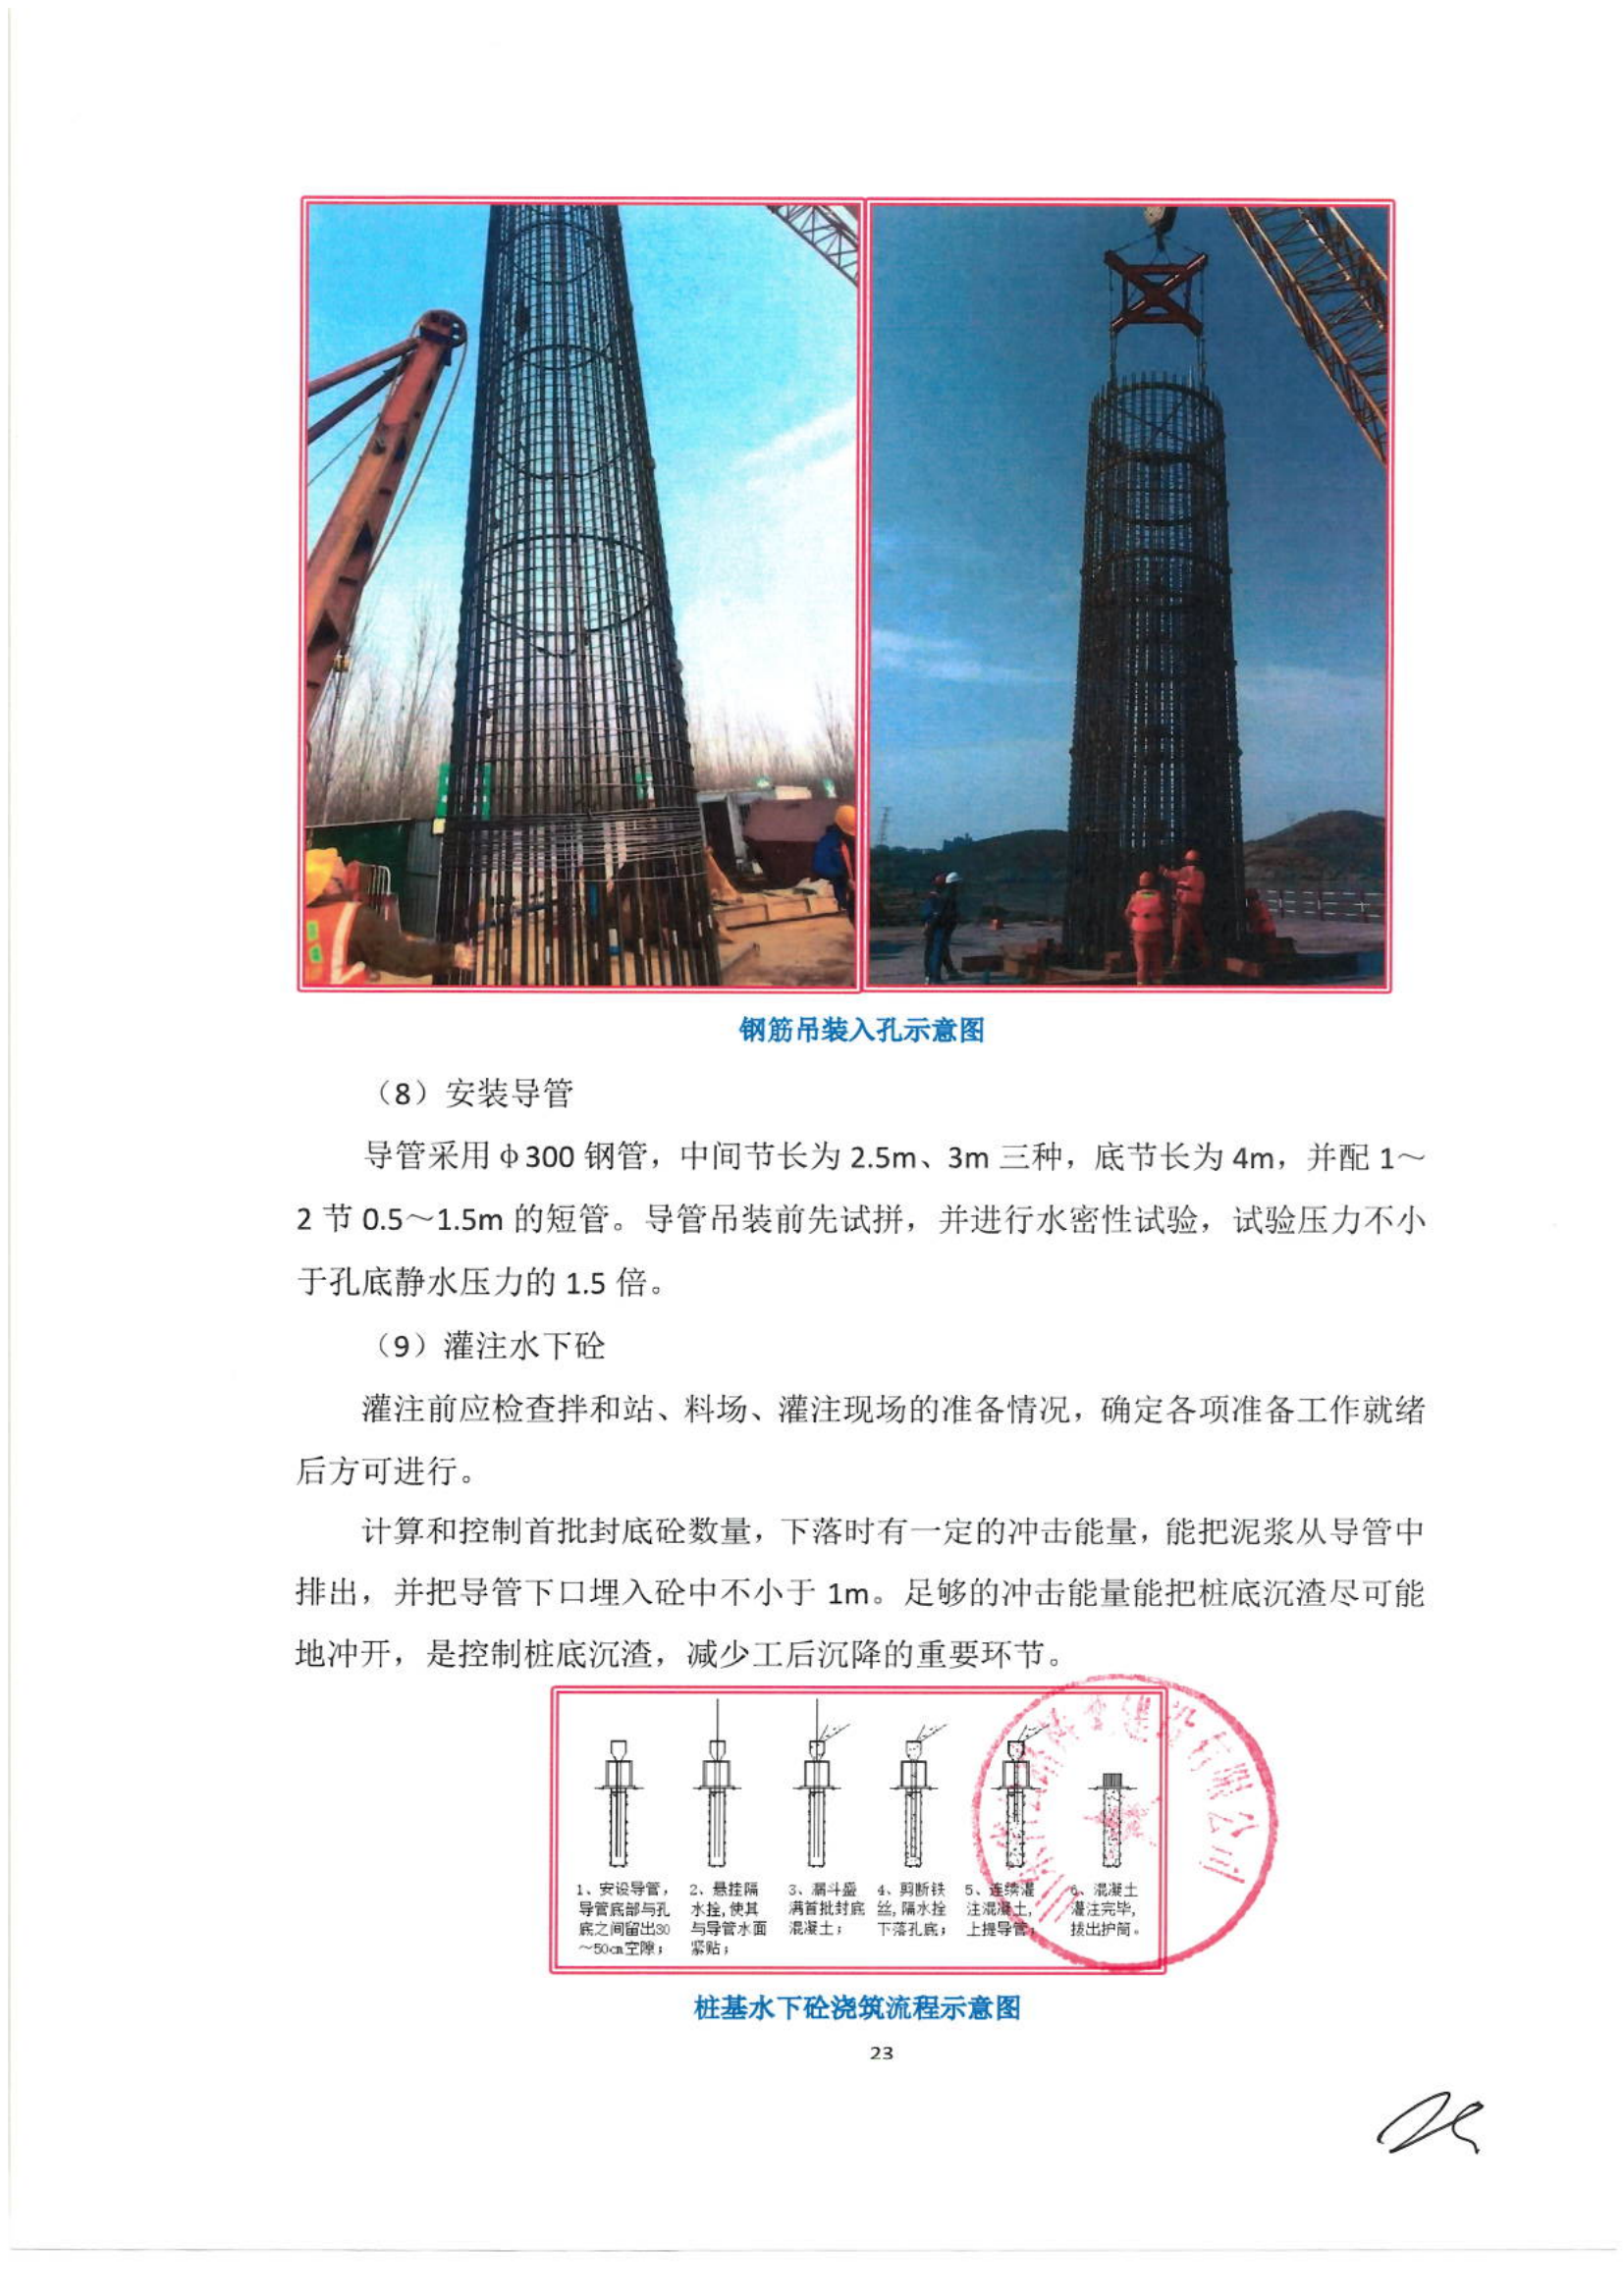 钢筋吊装入孔示意图
（8）安装导管
导管采用φ300 钢管，中间节长为 2.5m、3m 三种，底节长为 4m，并配 1～
2 节 0.5～1.5m 的短管。导管吊装前先试拼，并进行水密性试验，试验压力不小
于孔底静水压力的 1.5 倍。
（9）灌注水下砼
灌注前应检查拌和站、料场、灌注现场的准备情况，确定各项准备工作就绪
后方可进行。
计算和控制首批封底砼数量，下落时有一定的冲击能量，能把泥浆从导管中
排出，并把导管下口埋入砼中不小于 1m。足够的冲击能量能把桩底沉渣尽可能
地冲开，是控制桩底沉渣，减少工后沉降的重要环节。
1、安设导管，
导管底部与孔
底之间留出30
～50cm空隙；
2、悬挂隔
水拴,使其
与导管水面
紧贴；
3、漏斗盛
满首批封底
混凝土；
4、剪断铁
丝,隔水拴
下落孔底；
5、连续灌
注混凝土,
上提导管；
6、混凝土
灌注完毕,
拔出护筒。
建设有限公司
桩基水下砼浇筑流程示意图
23